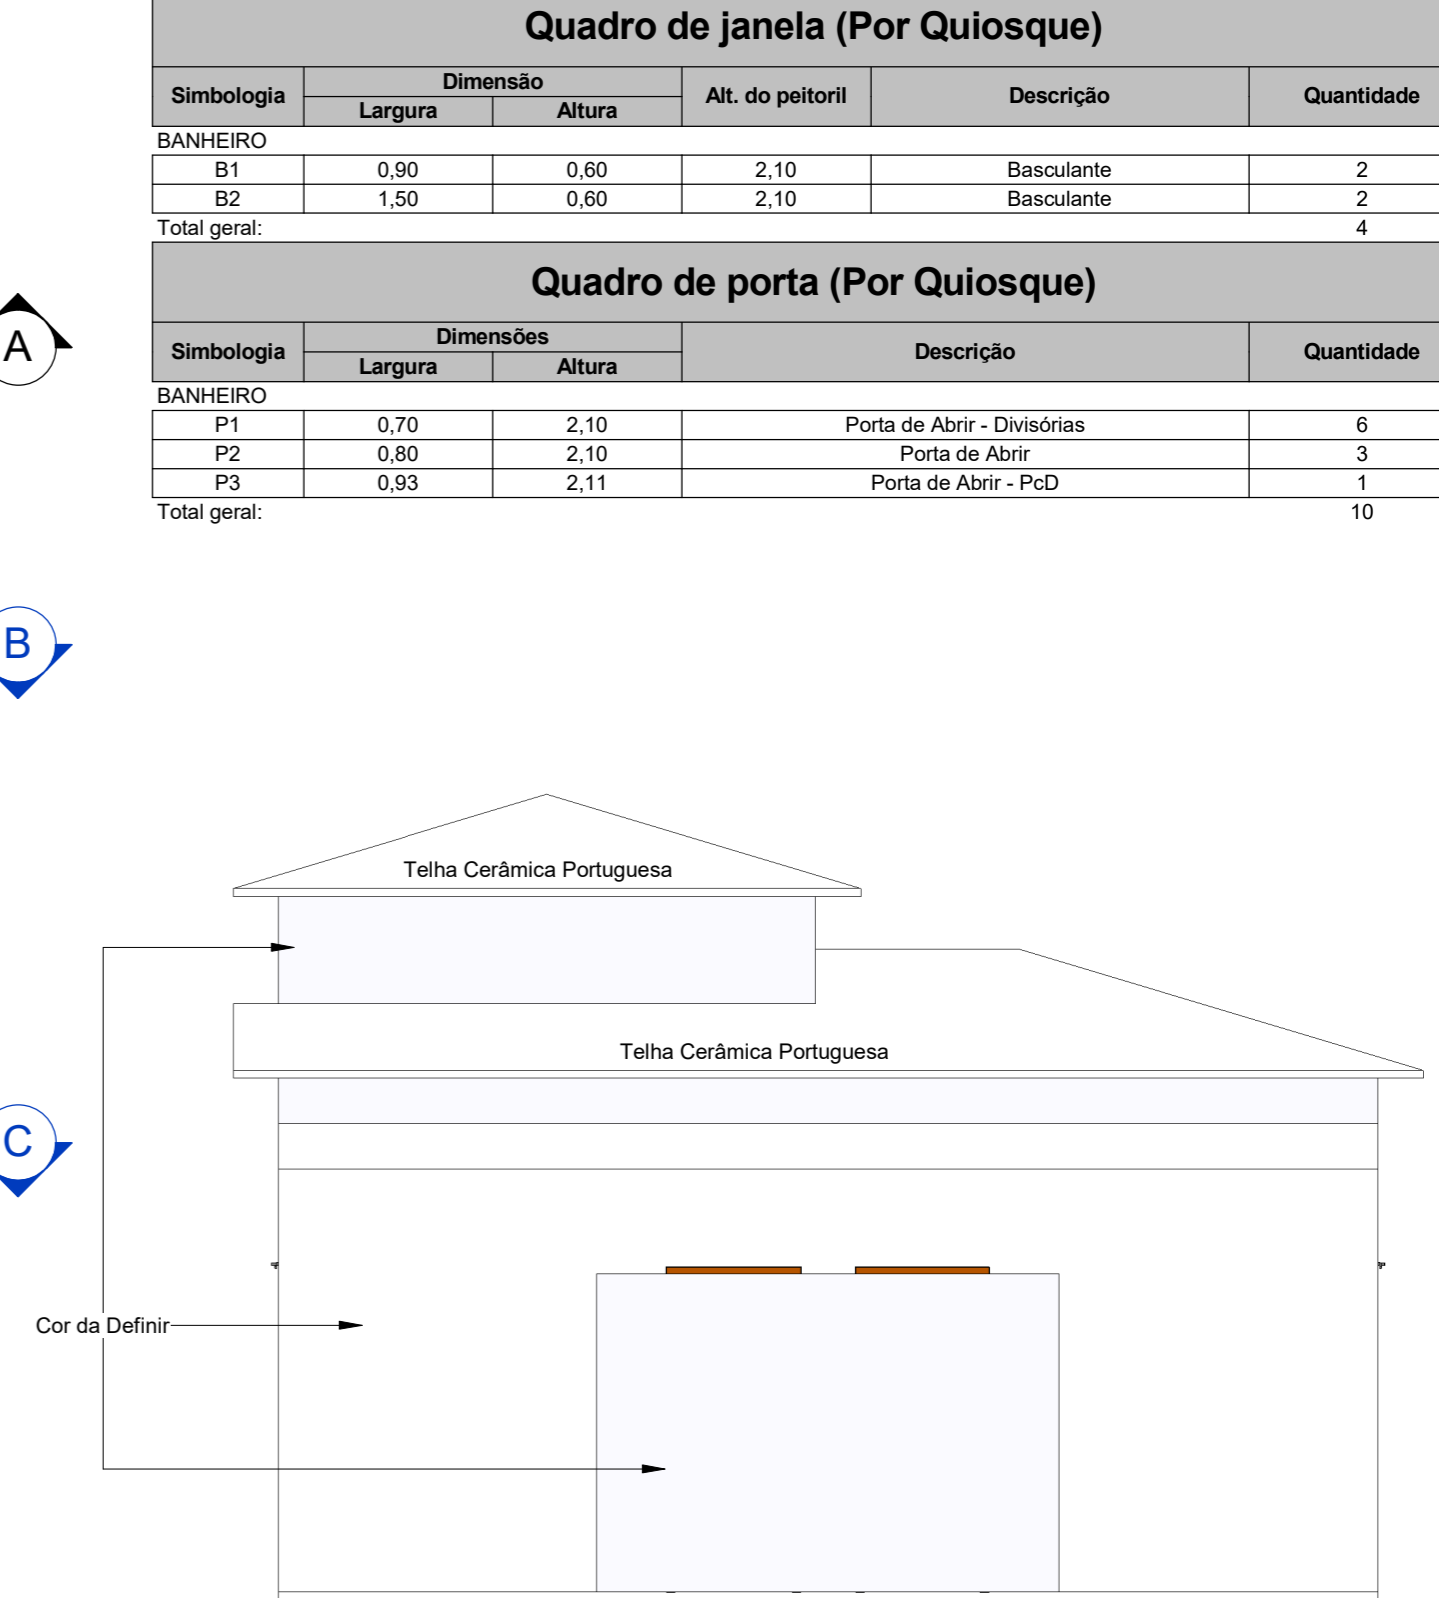 Quadro de janela (Por Quiosque)
Simbologia Dimensão Alt. do peitoril Descrição Quantidade
Largura Altura
BANHEIRO
B1 0,90 0,60 2,10 Basculante 2
B2 1,50 0,60 2,10 Basculante 2
Total geral: 4
Quadro de porta (Por Quiosque)
Simbologia Dimensões Descrição Quantidade
Largura Altura
BANHEIRO
P1 0,70 2,10 Porta de Abrir - Divisórias 6
P2 0,80 2,10 Porta de Abrir 3
P3 0,93 2,11 Porta de Abrir - PcD 1
Total geral: 10
A
B
Telha Cerâmica Portuguesa
Telha Cerâmica Portuguesa
C
Cor da Definir